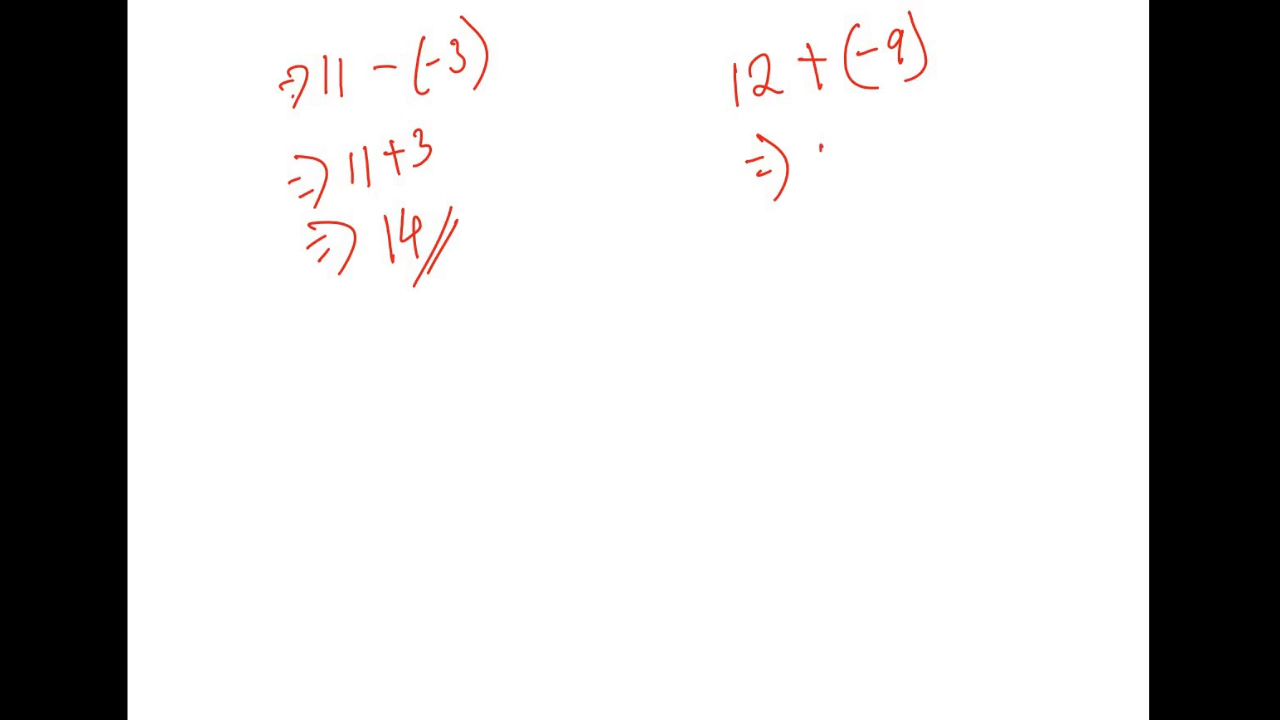 ⇒ 11 - (-3)
⇒ 11 + 3
⇒ 14 //
12 + (-9)
⇒